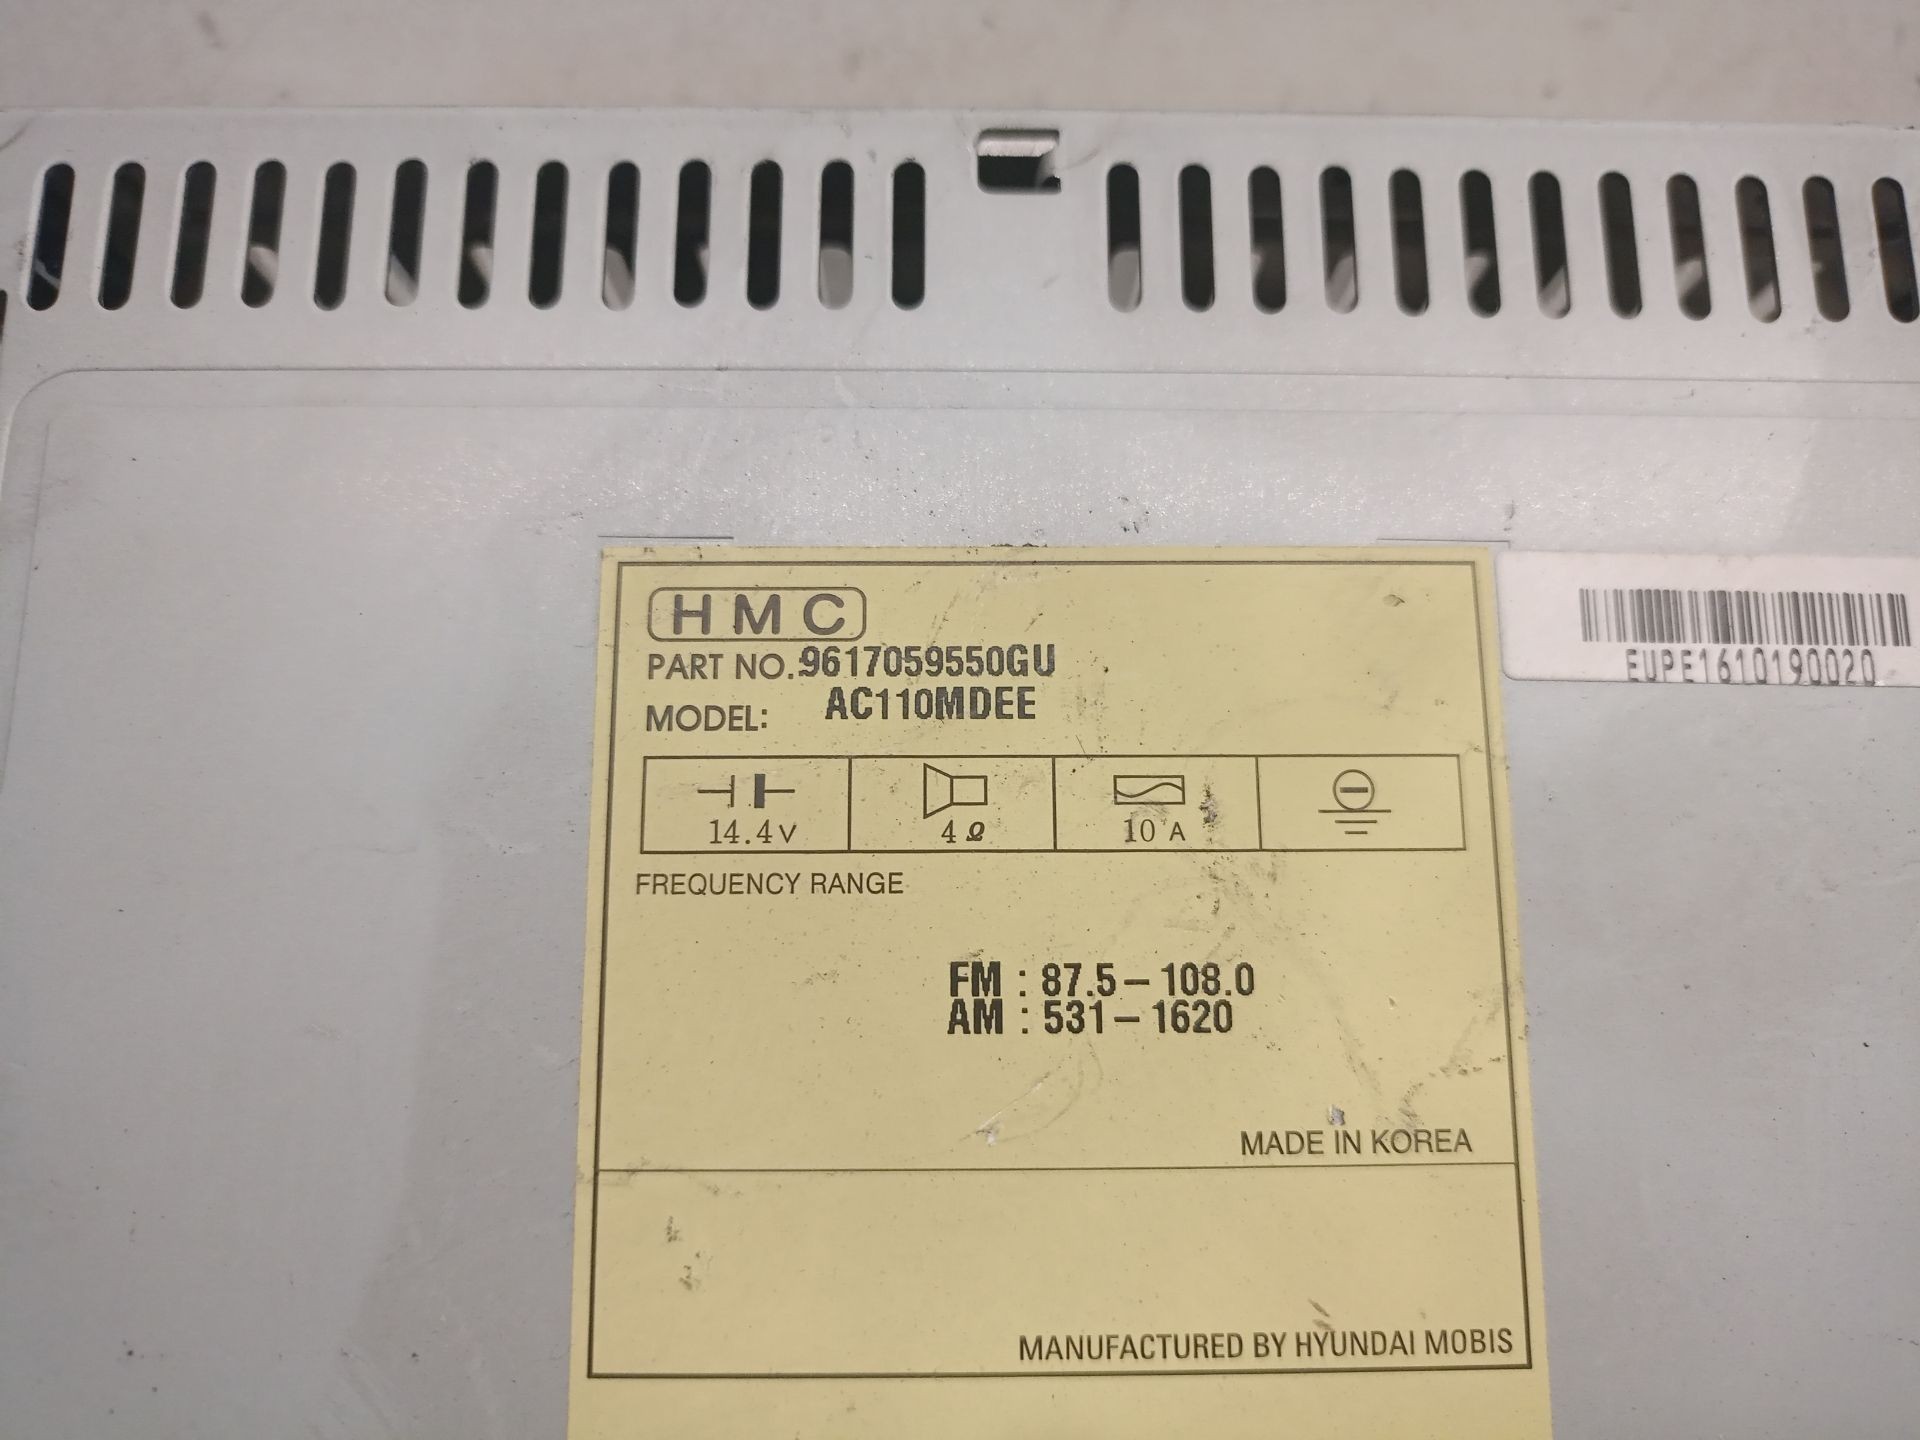 HMC
PART NO.:9617059550GU
MODEL: AC110MDEE
14.4V 4Ω 10 A
FREQUENCY RANGE
FM : 87.5 – 108.0
AM : 531 – 1620
MADE IN KOREA
MANUFACTURED BY HYUNDAI MOBIS
EUPE1610190020